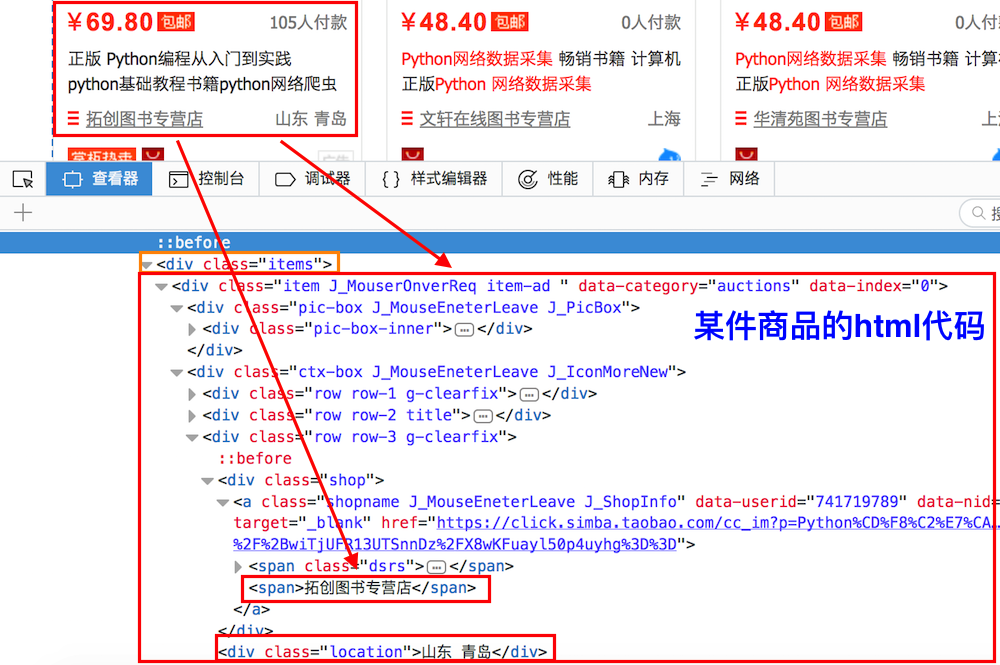 ¥69.80 包邮 105人付款
正版 Python编程从入门到实践
python基础教程书籍python网络爬虫
拓创图书专营店 山东 青岛
掌柜热卖 广告
¥48.40 包邮 0人付款
Python网络数据采集 畅销书籍 计算机
正版Python 网络数据采集
文轩在线图书专营店 上海
¥48.40 包邮 0人付
Python网络数据采集 畅销书籍 计算
正版Python 网络数据采集
华清苑图书专营店
查看器 控制台 调试器 {} 样式编辑器 性能 内存 网络
::before
<div class="items">
<div class="item J_MouserOnverReq item-ad " data-category="auctions" data-index="0">
<div class="pic-box J_MouseEneterLeave J_PicBox">
<div class="pic-box-inner">…</div>
</div>
某件商品的html代码
<div class="ctx-box J_MouseEneterLeave J_IconMoreNew">
<div class="row row-1 g-clearfix">…</div>
<div class="row row-2 title">…</div>
<div class="row row-3 g-clearfix">
::before
<div class="shop">
<a class="shopname J_MouseEneterLeave J_ShopInfo" data-userid="741719789" data-nid=
target="_blank" href="https://click.simba.taobao.com/cc_im?p=Python%CD%F8%C2%E7%CA…
%2F%2BwiTjUFR13UTSnnDz%2FX8wKFuayl50p4uyhg%3D%3D">
<span class="dsrs">…</span>
<span>拓创图书专营店</span>
</a>
</div>
<div class="location">山东 青岛</div>